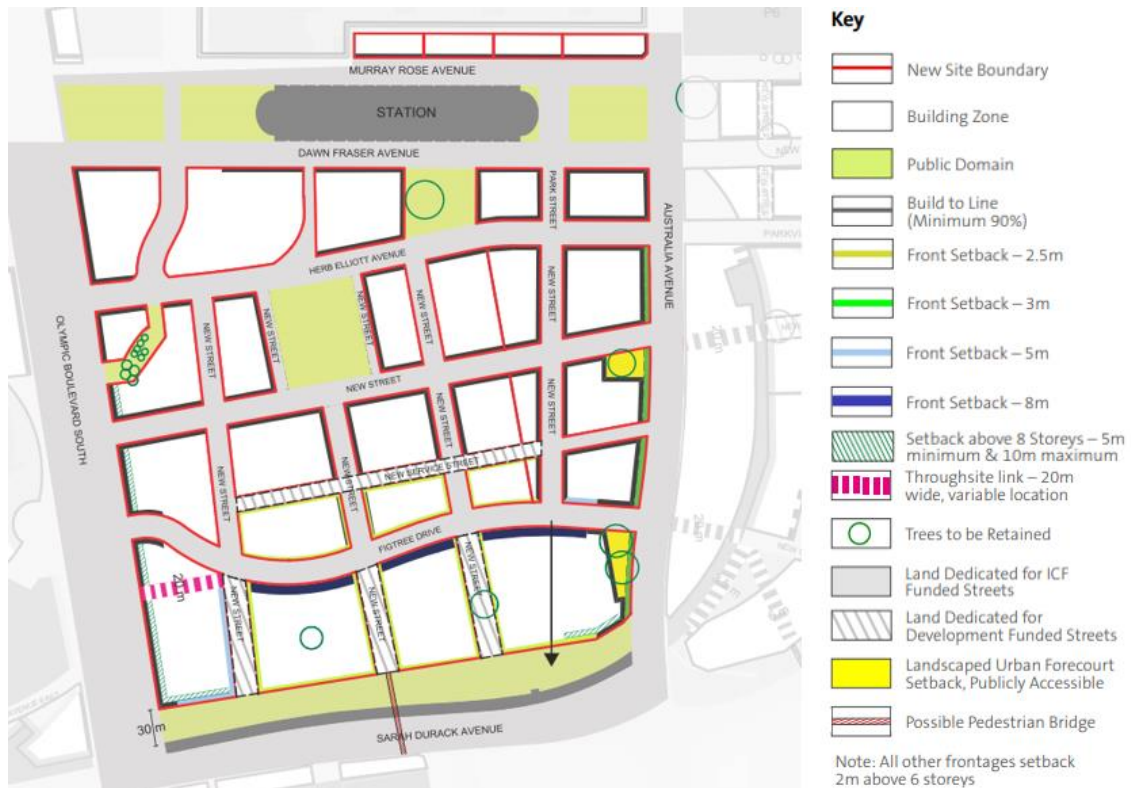 P6
MURRAY ROSE AVENUE
STATION
DAWN FRASER AVENUE
NEW
PARK STREET
AUSTRALIA AVENUE
HERB ELLIOTT AVENUE
NEW STREET
NEW STREET
NEW STREET
NEW STREET
NEW STREET
OLYMPIC BOULEVARD SOUTH
NEW STREET
NEW STREET
NEW STREET
NEW SERVICE STREET
NEW STREET
NEW STREET
FIGTREE DRIVE
NEW STREET
20m
NEW STREET
NEW STREET
30 m
SARAH DURACK AVENUE
Key
New Site Boundary
Building Zone
Public Domain
Build to Line
(Minimum 90%)
Front Setback – 2.5m
Front Setback – 3m
Front Setback – 5m
Front Setback – 8m
Setback above 8 Storeys – 5m
minimum & 10m maximum
Throughsite link – 20m
wide, variable location
Trees to be Retained
Land Dedicated for ICF
Funded Streets
Land Dedicated for
Development Funded Streets
Landscaped Urban Forecourt
Setback, Publicly Accessible
Possible Pedestrian Bridge
Note: All other frontages setback
2m above 6 storeys